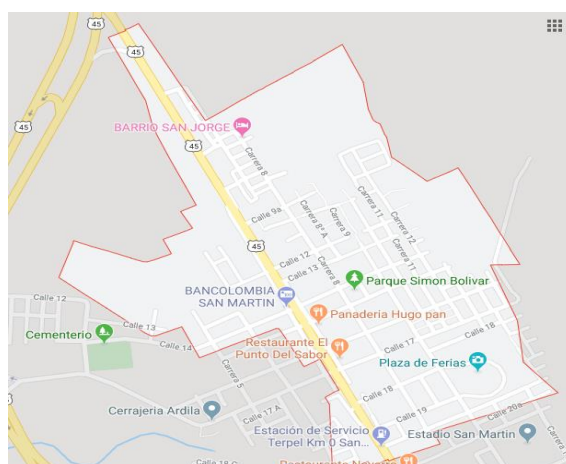 45
45
45
BARRIO SAN JORGE
45
Carrera 8
Calle 9a
Carrera 8ª A
Carrera 9
Carrera 11
Carrera 12
45
Calle 12
Calle 13
Carrera 8
Carrera 11
Parque Simon Bolivar
BANCOLOMBIA
SAN MARTIN
Calle 12
Panaderia Hugo pan
Calle 13
Cementerio
Calle 14
Restaurante El
Punto Del Sabor
Calle 17
Calle 18
Plaza de Ferias
Carrera 5
Calle 18
Cerrajeria Ardila
Calle 17 A
Calle 19
Calle 20a
Estación de Servicio
Terpel Km 0 San...
Estadio San Martin